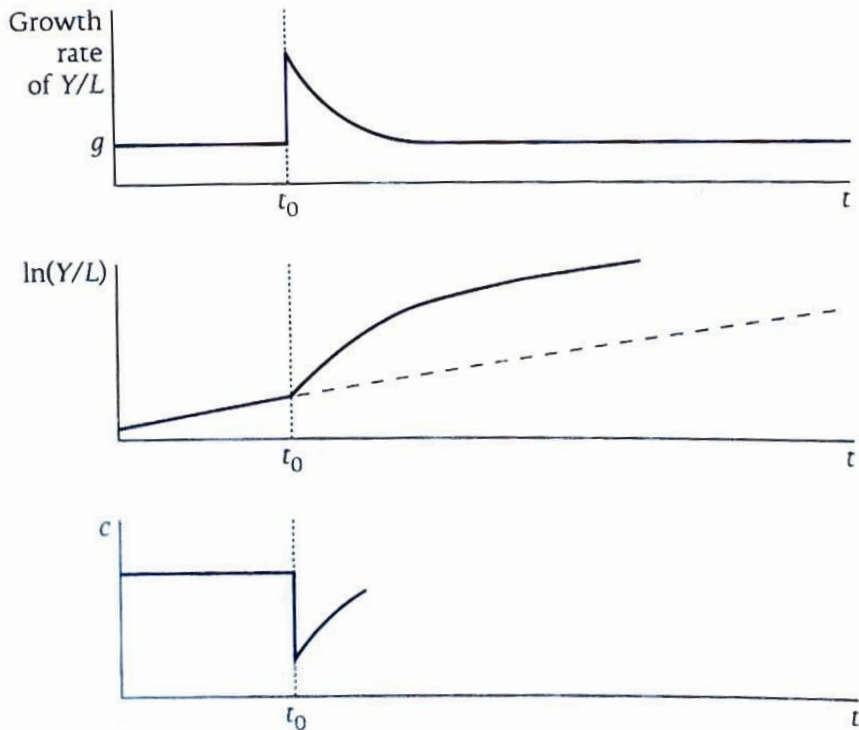 Growth
rate
of Y/L
g
t₀
t
ln(Y/L)
t₀
t
c
t₀
t